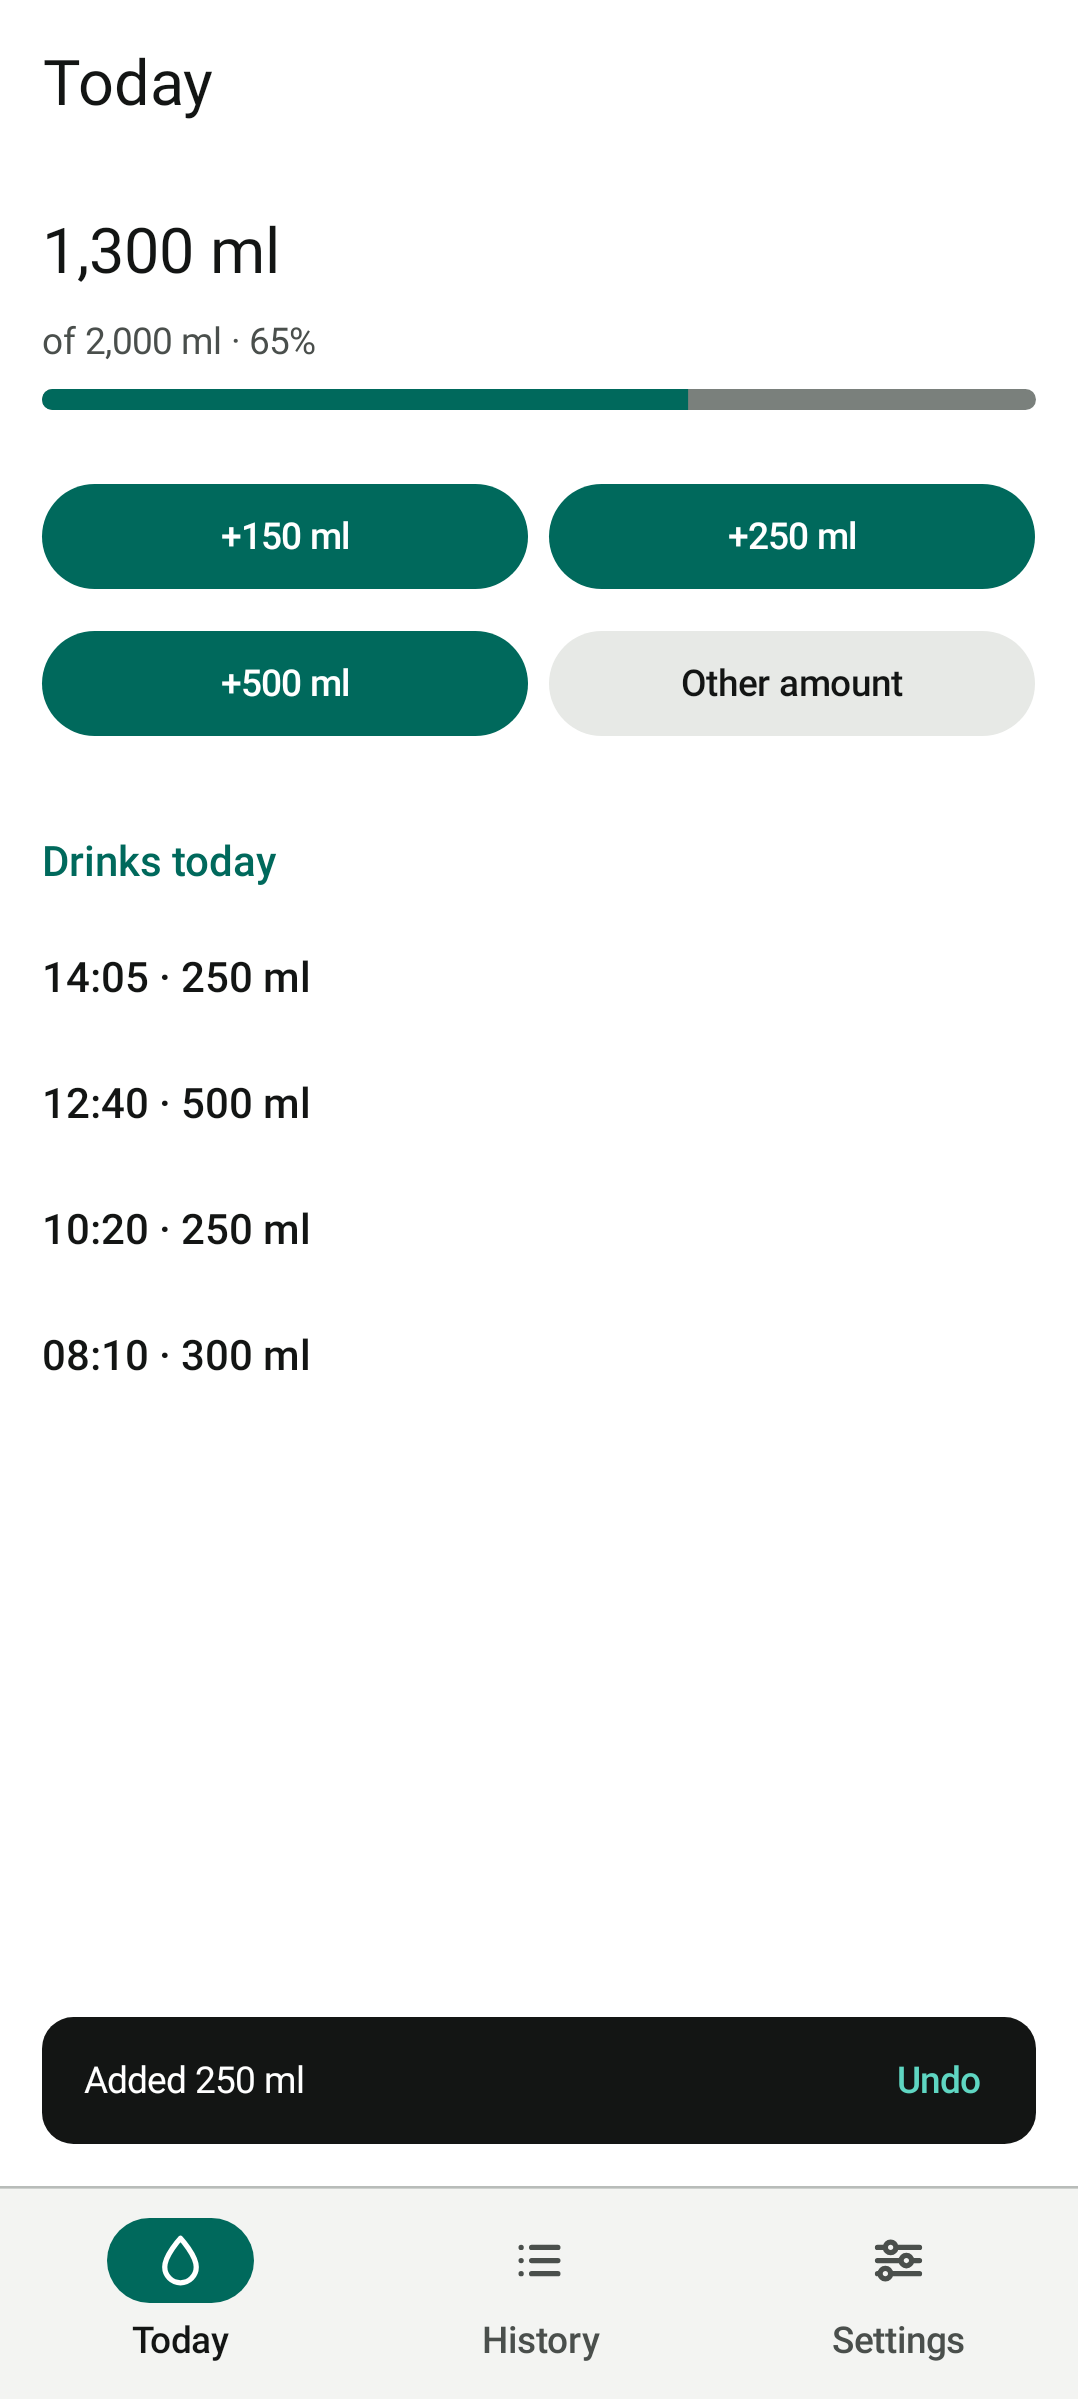 Today
1,300 ml
of 2,000 ml · 65%
+150 ml
+250 ml
+500 ml
Other amount
Drinks today
14:05 · 250 ml
12:40 · 500 ml
10:20 · 250 ml
08:10 · 300 ml
Added 250 ml
Undo
Today
History
Settings